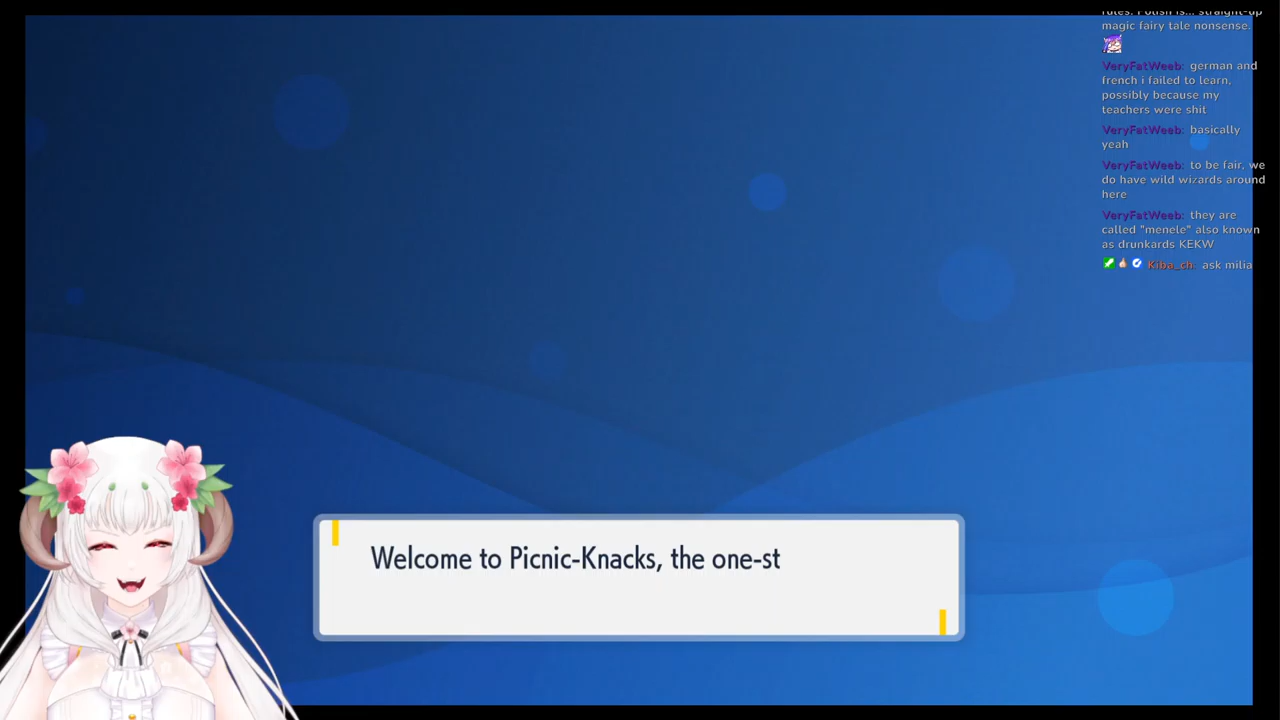 magic fairy tale nonsense.
VeryFatWeeb: german and
french i failed to learn,
possibly because my
teachers were shit
VeryFatWeeb: basically
yeah
VeryFatWeeb: to be fair, we
do have wild wizards around
here
VeryFatWeeb: they are
called "menele" also known
as drunkards KEKW
Kiba_ch: ask milia
Welcome to Picnic-Knacks, the one-st